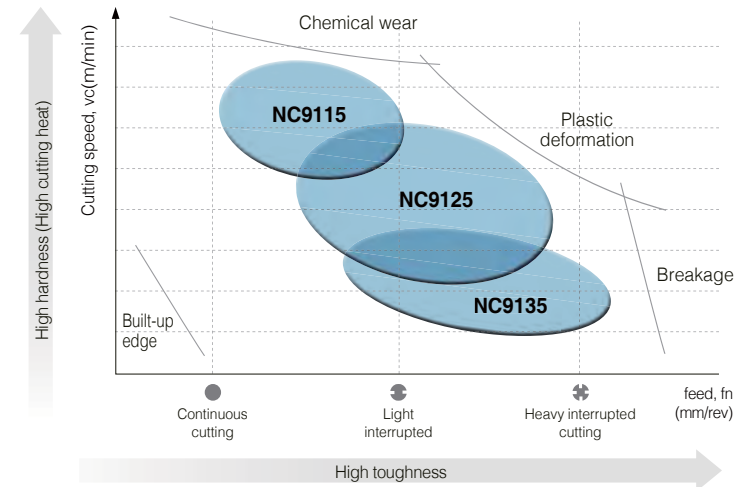 High hardness (High cutting heat)
Cutting speed, vc(m/min)
Chemical wear
NC9115
Plastic
deformation
NC9125
Breakage
NC9135
Built-up
edge
Continuous
cutting
Light
interrupted
Heavy interrupted
cutting
feed, fn
(mm/rev)
High toughness